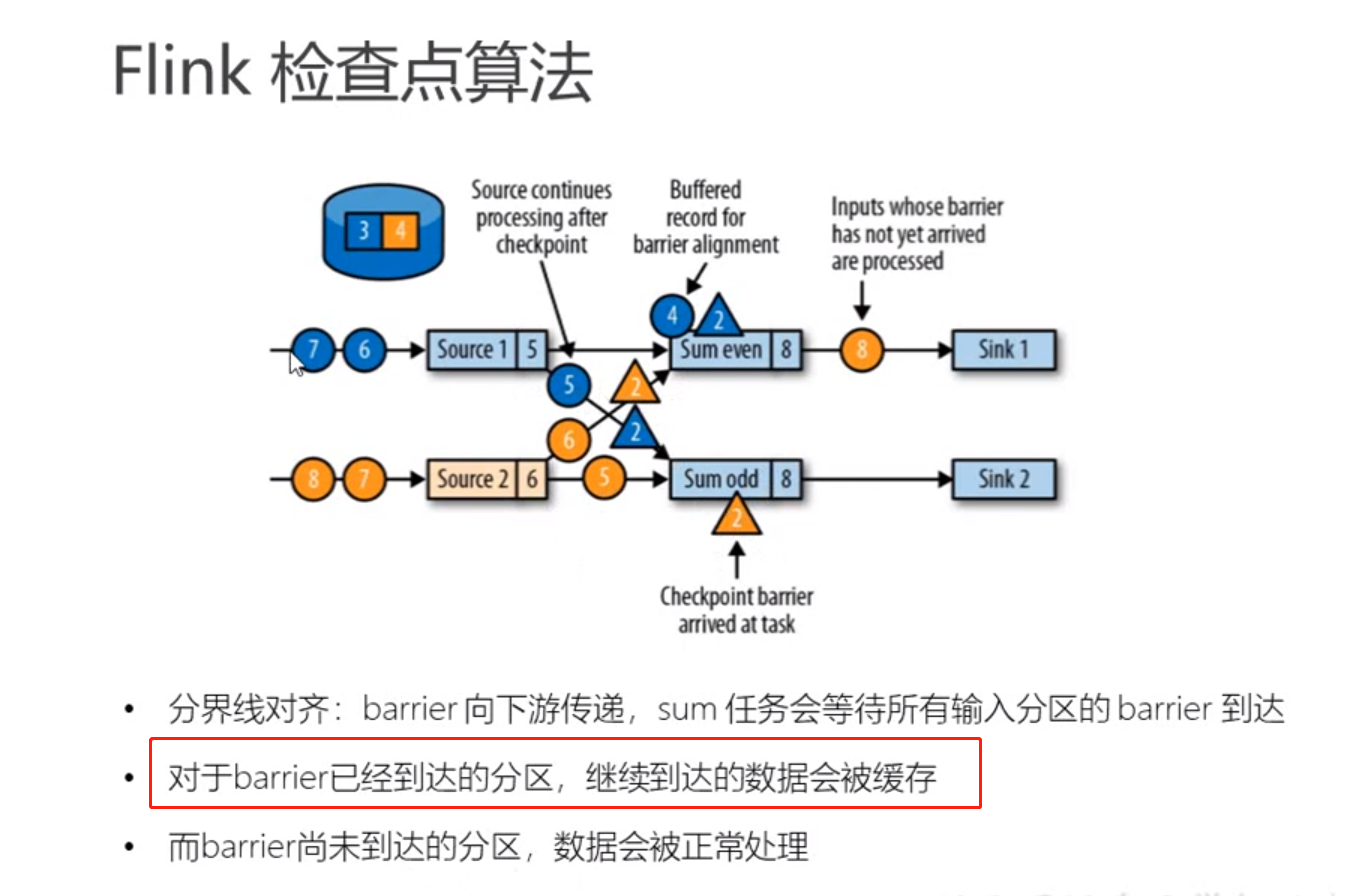 Flink 检查点算法
Source continues
processing after
checkpoint
Buffered
record for
barrier alignment
Inputs whose barrier
has not yet arrived
are processed
3 4
4 2
7 6 Source 1 5 Sum even 8 8 Sink 1
5 2
6 2
8 7 Source 2 6 5 Sum odd 8 Sink 2
2
Checkpoint barrier
arrived at task
• 分界线对齐：barrier 向下游传递，sum 任务会等待所有输入分区的 barrier 到达
• 对于barrier已经到达的分区，继续到达的数据会被缓存
• 而barrier尚未到达的分区，数据会被正常处理